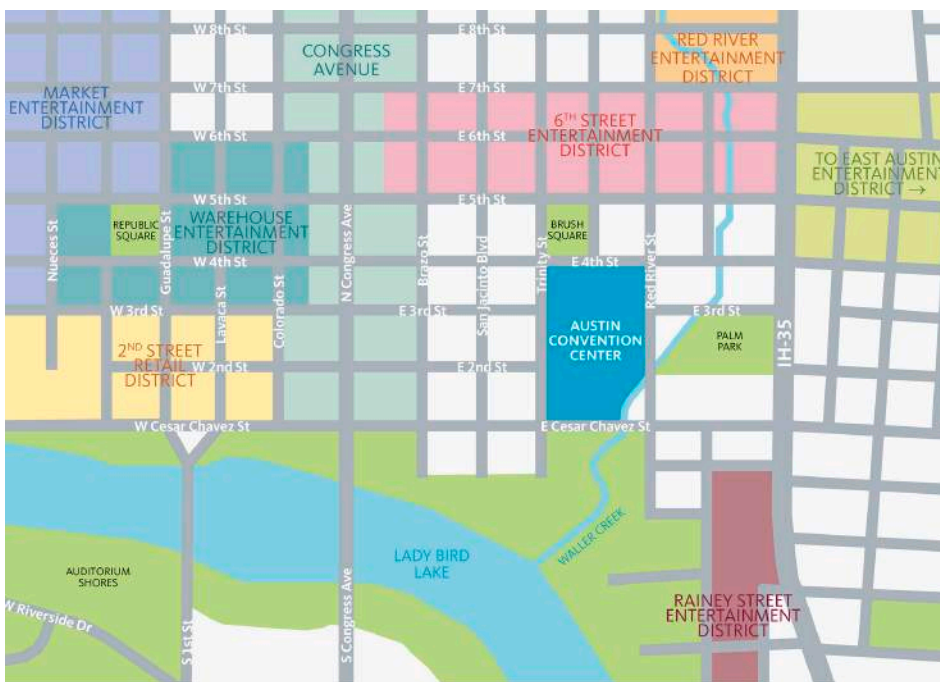 W 8th St
E 8th St
CONGRESS
AVENUE
RED RIVER
ENTERTAINMENT
DISTRICT
W 7th St
E 7th St
MARKET
ENTERTAINMENT
DISTRICT
6TH STREET
ENTERTAINMENT
DISTRICT
W 6th St
E 6th St
TO EAST AUSTIN
ENTERTAINMENT
DISTRICT →
W 5th St
E 5th St
REPUBLIC
SQUARE
WAREHOUSE
ENTERTAINMENT
DISTRICT
BRUSH
SQUARE
Nueces St
Guadalupe St
Lavaca St
Colorado St
N Congress Ave
Brazo St
San Jacinto Blvd
Trinity St
Red River St
IH-35
W 4th St
E 4th St
W 3rd St
E 3rd St
E 3rd St
AUSTIN
CONVENTION
CENTER
PALM
PARK
2ND STREET
RETAIL
DISTRICT
W 2nd St
E 2nd St
W Cesar Chavez St
E Cesar Chavez St
WALLER CREEK
LADY BIRD
LAKE
AUDITORIUM
SHORES
W Riverside Dr
S 1st St
S Congress Ave
RAINEY STREET
ENTERTAINMENT
DISTRICT